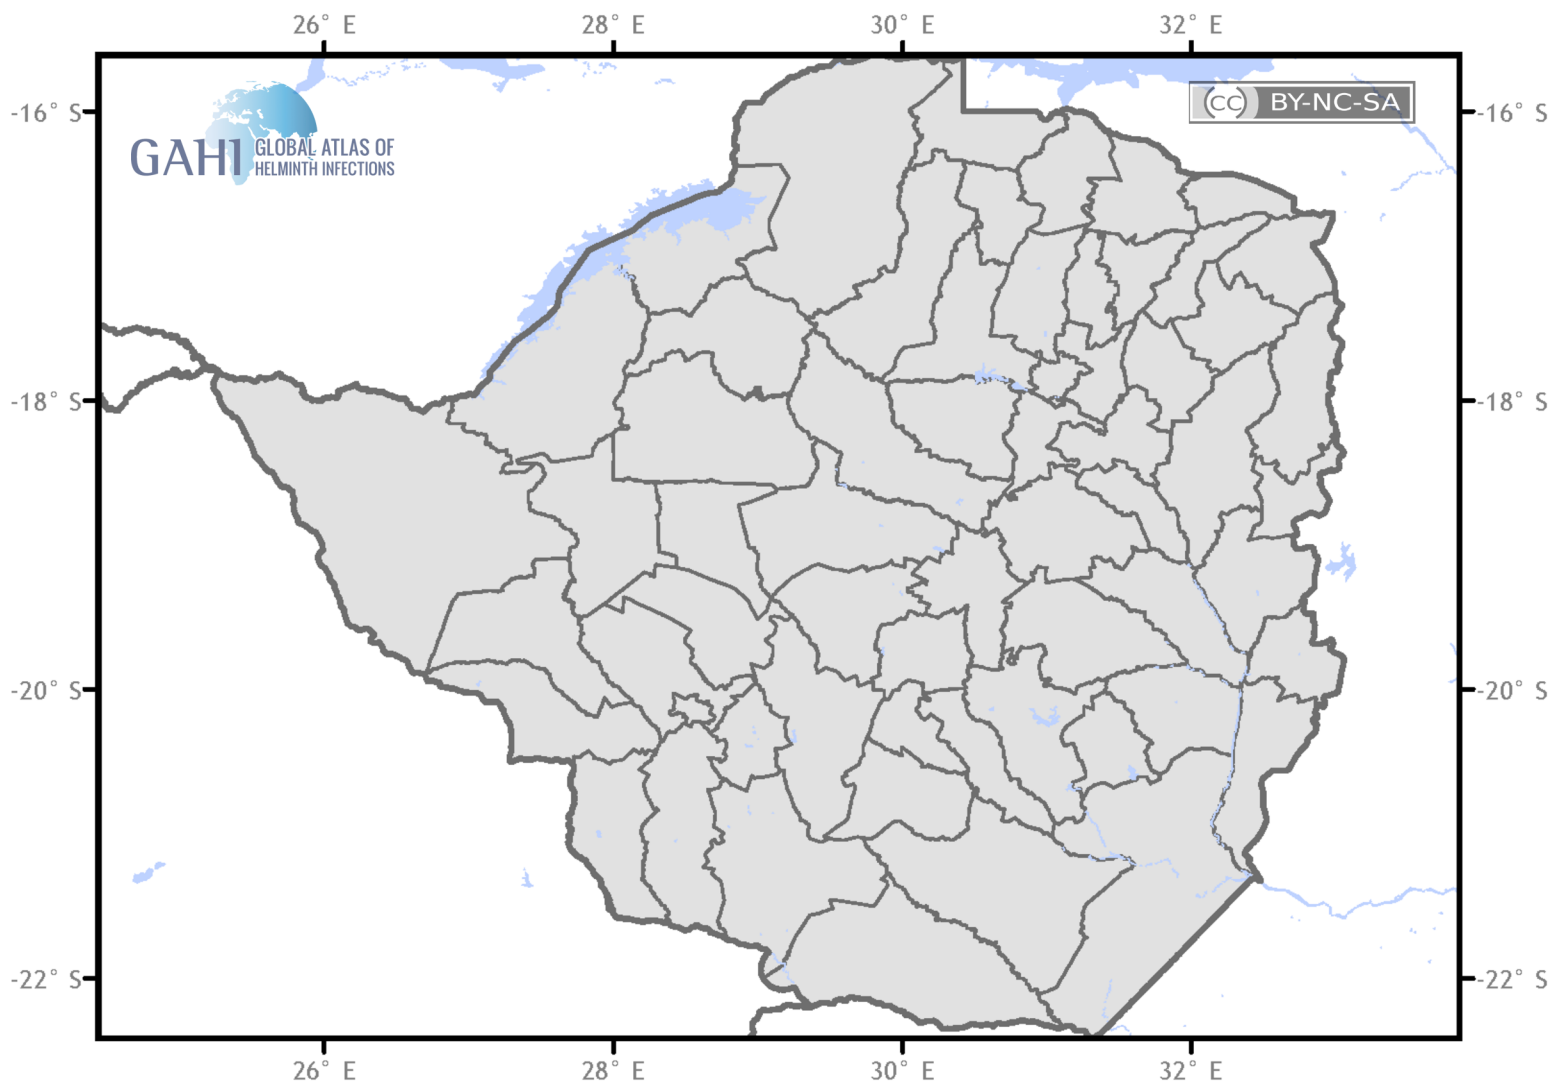 26° E 28° E 30° E 32° E
-16° S -16° S
GAHI GLOBAL ATLAS OF
HELMINTH INFECTIONS
CC BY-NC-SA
-18° S -18° S
-20° S -20° S
-22° S -22° S
26° E 28° E 30° E 32° E